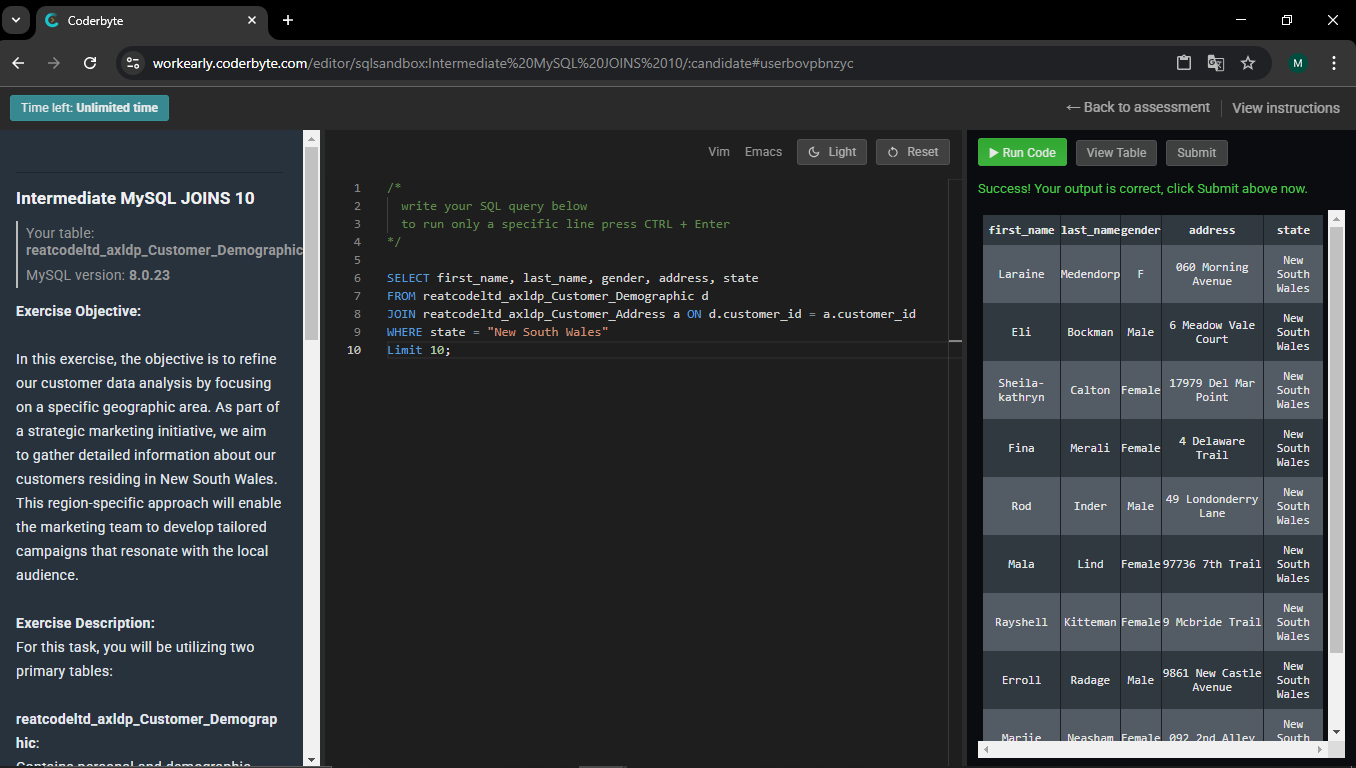 Coderbyte
workearly.coderbyte.com/editor/sqlsandbox:Intermediate%20MySQL%20JOINS%2010/:candidate#userbovpbnzyc
M
Time left: Unlimited time
← Back to assessment
View instructions
Intermediate MySQL JOINS 10
Your table:
reatcodeltd_axldp_Customer_Demographic
MySQL version: 8.0.23
Exercise Objective:
In this exercise, the objective is to refine
our customer data analysis by focusing
on a specific geographic area. As part of
a strategic marketing initiative, we aim
to gather detailed information about our
customers residing in New South Wales.
This region-specific approach will enable
the marketing team to develop tailored
campaigns that resonate with the local
audience.
Exercise Description:
For this task, you will be utilizing two
primary tables:
reatcodeltd_axldp_Customer_Demograp
hic:
Contains personal and demographic
Vim Emacs Light Reset
1 /*
2 write your SQL query below
3 to run only a specific line press CTRL + Enter
4 */
5
6 SELECT first_name, last_name, gender, address, state
7 FROM reatcodeltd_axldp_Customer_Demographic d
8 JOIN reatcodeltd_axldp_Customer_Address a ON d.customer_id = a.customer_id
9 WHERE state = "New South Wales"
10 Limit 10;
Run Code View Table Submit
Success! Your output is correct, click Submit above now.
first_name last_name gender address state
Laraine Medendorp F 060 Morning Avenue New South Wales
Eli Bockman Male 6 Meadow Vale Court New South Wales
Sheila-kathryn Calton Female 17979 Del Mar Point New South Wales
Fina Merali Female 4 Delaware Trail New South Wales
Rod Inder Male 49 Londonderry Lane New South Wales
Mala Lind Female 97736 7th Trail New South Wales
Rayshell Kitteman Female 9 Mcbride Trail New South Wales
Erroll Radage Male 9861 New Castle Avenue New South Wales
Marjie Neasham Female 092 2nd Alley New South